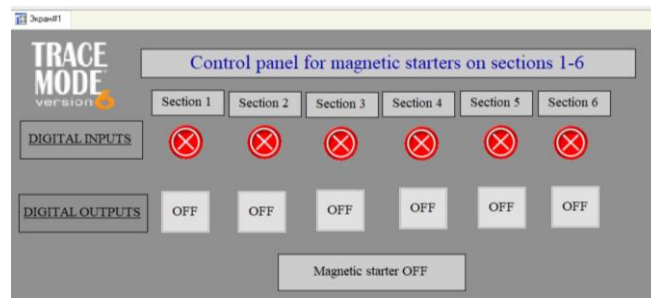 Экран#1
TRACE MODE
version 6
Control panel for magnetic starters on sections 1-6
Section 1 Section 2 Section 3 Section 4 Section 5 Section 6
DIGITAL INPUTS
DIGITAL OUTPUTS OFF OFF OFF OFF OFF OFF
Magnetic starter OFF